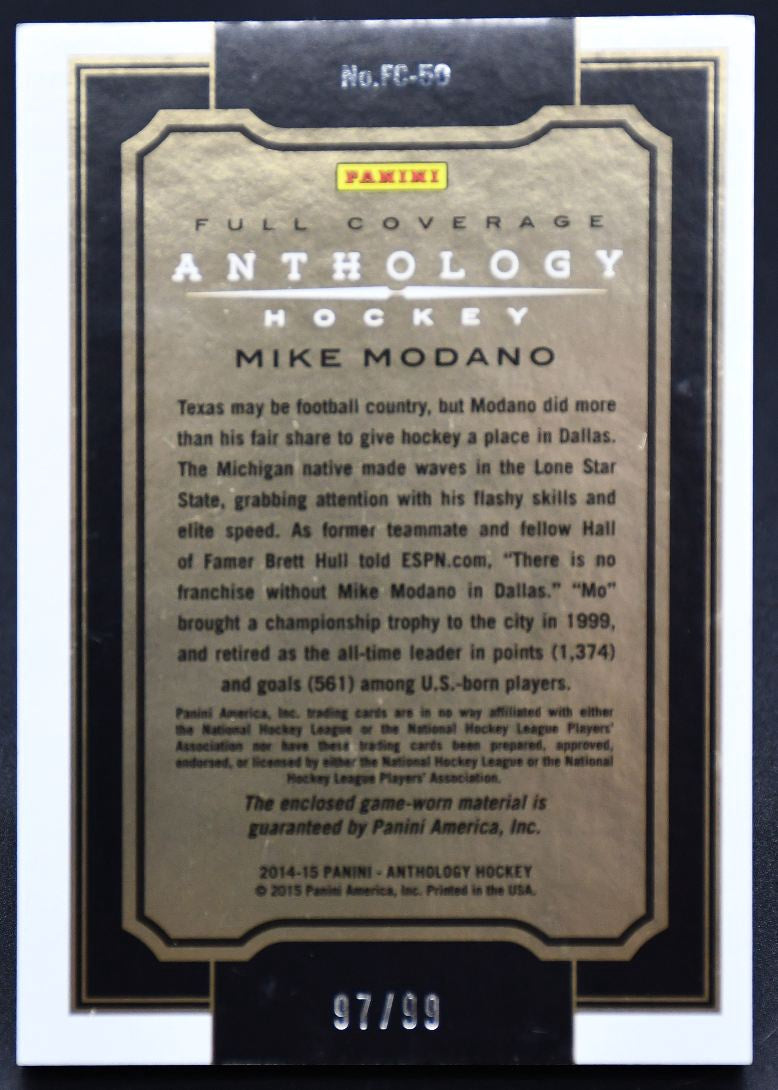 No.FC-50
PANINI
FULL COVERAGE
ANTHOLOGY
HOCKEY
MIKE MODANO
Texas may be football country, but Modano did more
than his fair share to give hockey a place in Dallas.
The Michigan native made waves in the Lone Star
State, grabbing attention with his flashy skills and
elite speed. As former teammate and fellow Hall
of Famer Brett Hull told ESPN.com, “There is no
franchise without Mike Modano in Dallas.” “Mo”
brought a championship trophy to the city in 1999,
and retired as the all-time leader in points (1,374)
and goals (561) among U.S.-born players.
Panini America, Inc. trading cards are in no way affiliated with either
the National Hockey League or the National Hockey League Players'
Association nor have these trading cards been prepared, approved,
endorsed, or licensed by either the National Hockey League or the National
Hockey League Players' Association.
The enclosed game-worn material is
guaranteed by Panini America, Inc.
2014-15 PANINI - ANTHOLOGY HOCKEY
© 2015 Panini America, Inc. Printed in the USA.
97/99